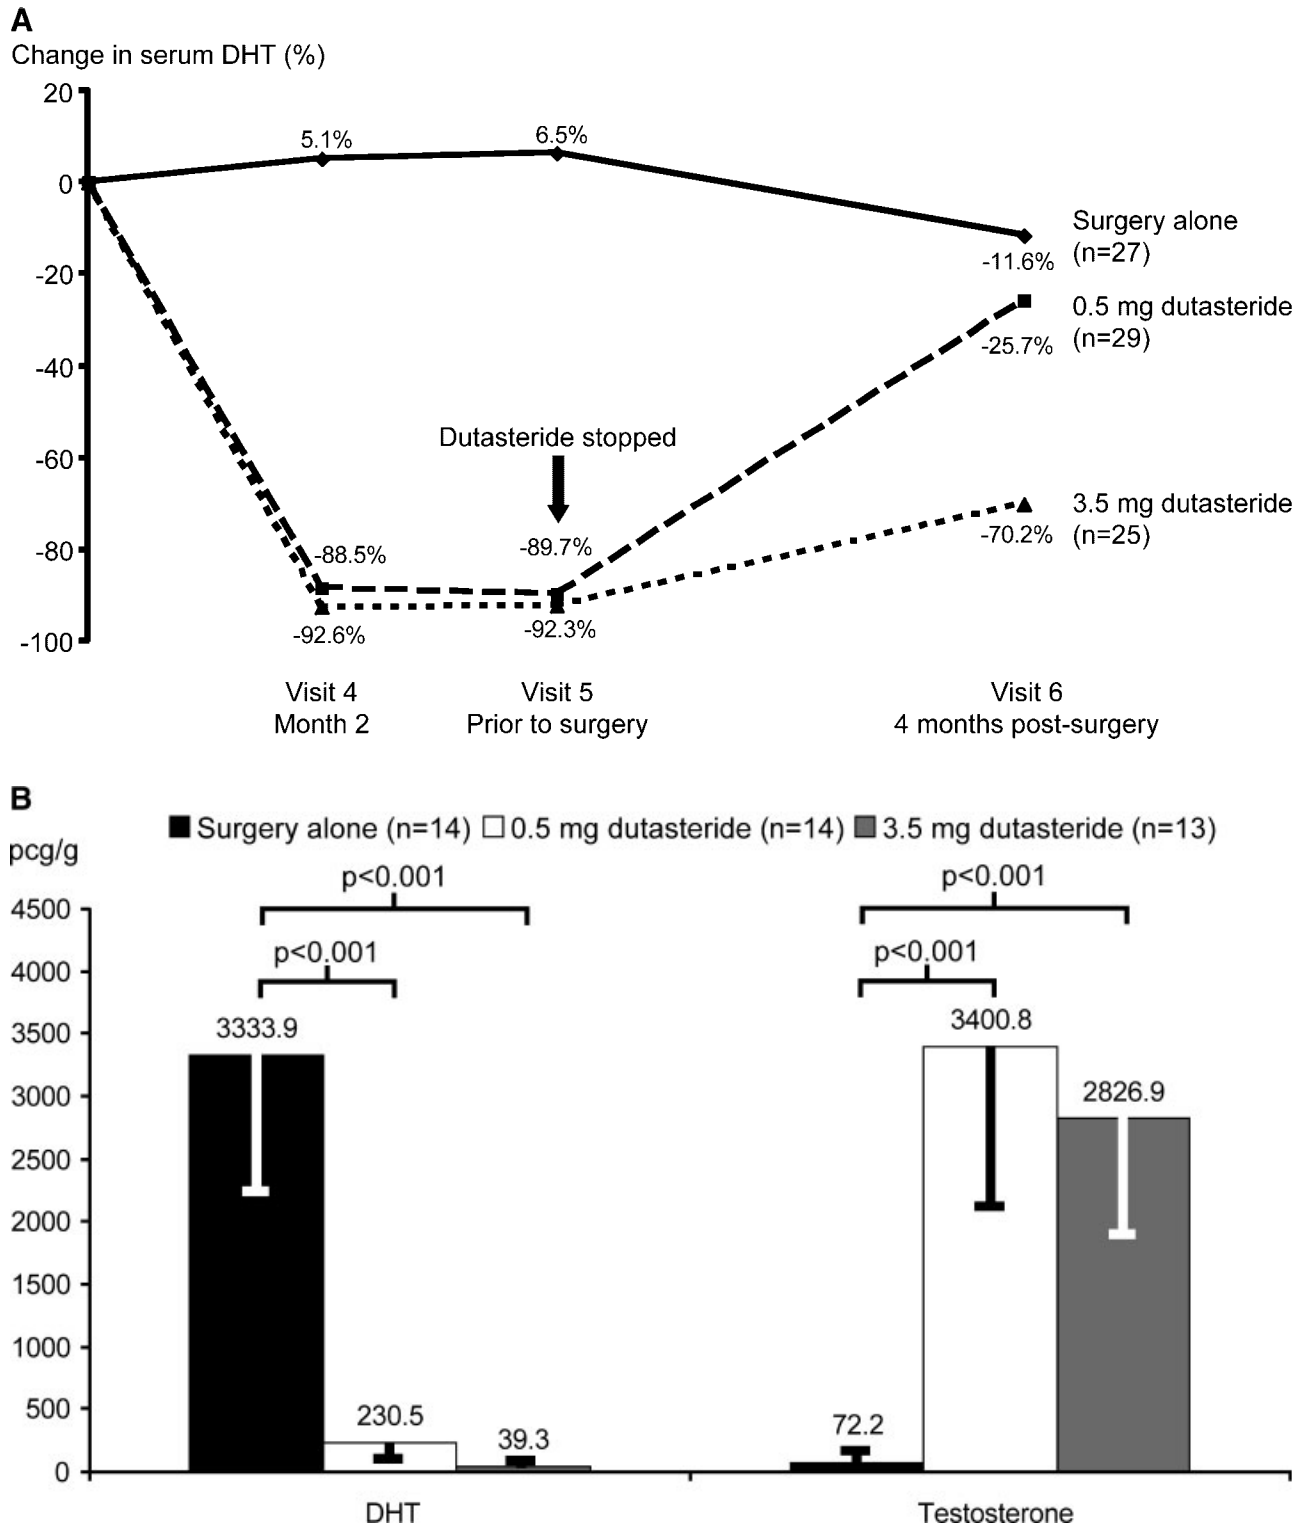 A
Change in serum DHT (%)
20
0
-20
-40
-60
-80
-100
5.1%
6.5%
-11.6%
Surgery alone
(n=27)
0.5 mg dutasteride
(n=29)
-25.7%
Dutasteride stopped
3.5 mg dutasteride
(n=25)
-70.2%
-88.5%
-89.7%
-92.6%
-92.3%
Visit 4
Month 2
Visit 5
Prior to surgery
Visit 6
4 months post-surgery
B
Surgery alone (n=14) 0.5 mg dutasteride (n=14) 3.5 mg dutasteride (n=13)
pcg/g
p<0.001
p<0.001
p<0.001
p<0.001
4500
4000
3500
3000
2500
2000
1500
1000
500
0
3333.9
230.5
39.3
72.2
3400.8
2826.9
DHT
Testosterone